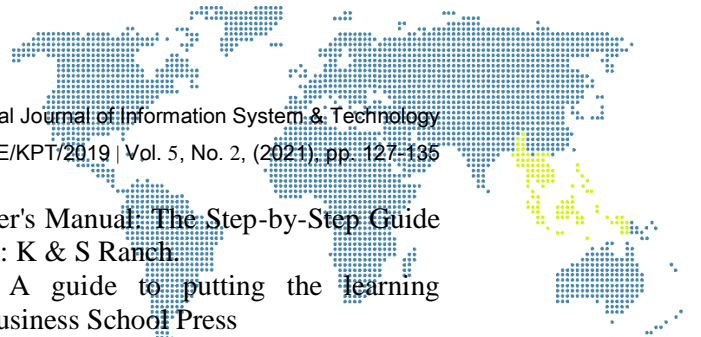 al Journal of Information System & Technology
E/KPT/2019 | Vol. 5, No. 2, (2021), pp. 127-135
er's Manual: The Step-by-Step Guide
: K & S Ranch.
A guide to putting the learning
usiness School Press